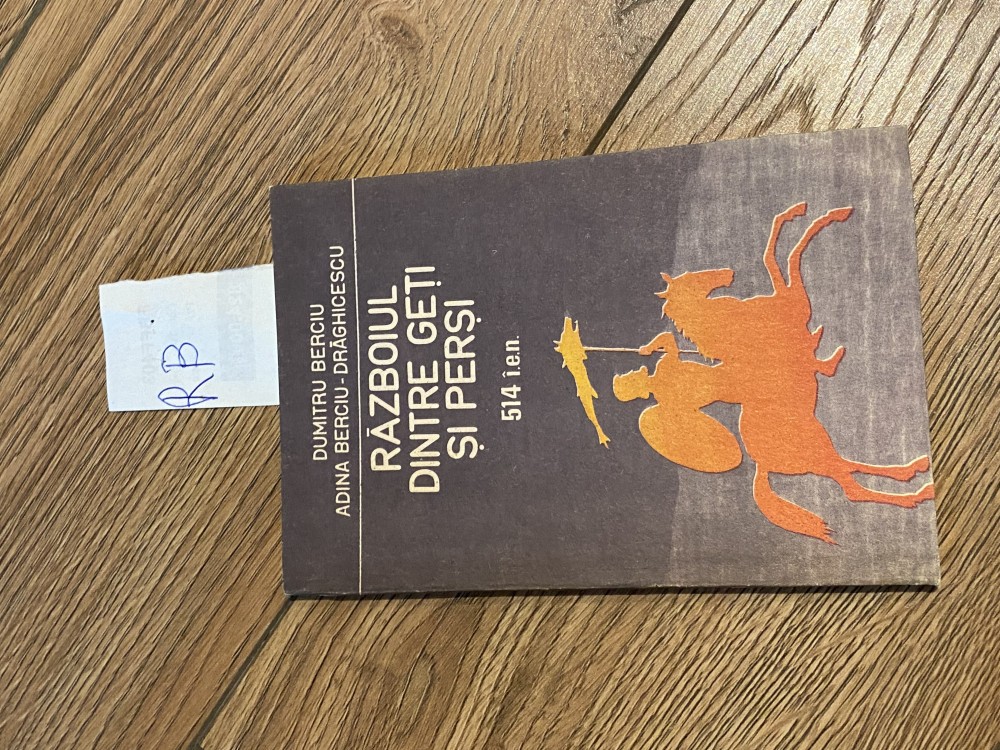 RB
DUMITRU BERCIU
ADINA BERCIU-DRĂGHICESCU
RĂZBOIUL
DINTRE GEȚI
ȘI PERȘI
514 î.e.n.